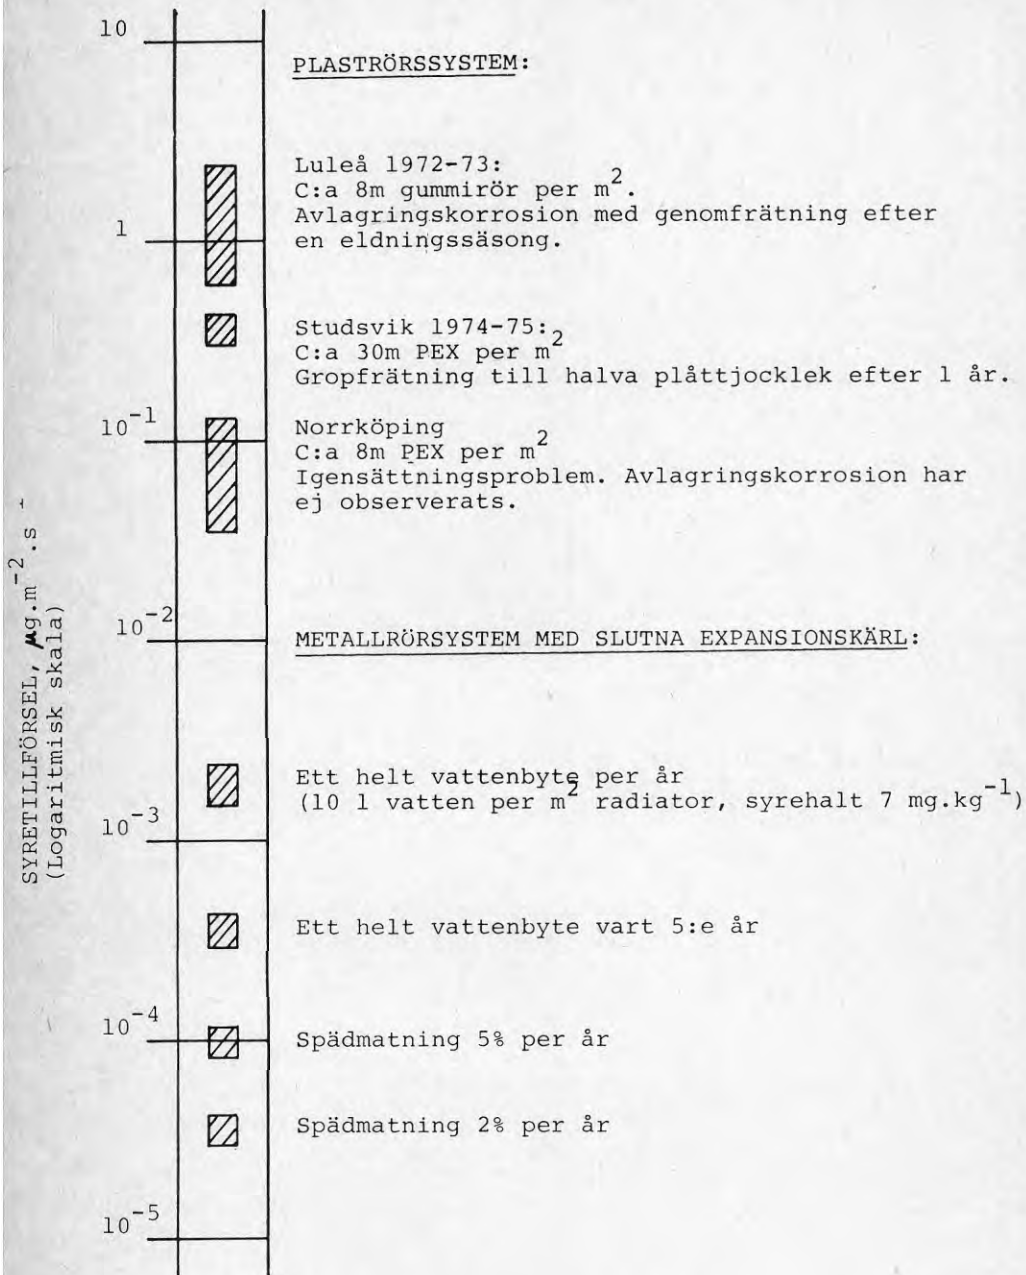 10
PLASTRÖRSSYSTEM:
Luleå 1972-73:
C:a 8m gummirör per m².
Avlagringskorrosion med genomfrätning efter
1
en eldningssäsong.
Studsvik 1974-75:
C:a 30m PEX per m²
Gropfrätning till halva plåttjocklek efter 1 år.
10⁻¹
Norrköping
C:a 8m PEX per m²
Igensättningsproblem. Avlagringskorrosion har
ej observerats.
SYRETILLFÖRSEL, µg.m⁻².s⁻
(Logaritmisk skala)
10⁻²
METALLRÖRSYSTEM MED SLUTNA EXPANSIONSKÄRL:
Ett helt vattenbyte per år
(10 l vatten per m² radiator, syrehalt 7 mg.kg⁻¹)
10⁻³
Ett helt vattenbyte vart 5:e år
10⁻⁴
Spädmatning 5% per år
Spädmatning 2% per år
10⁻⁵